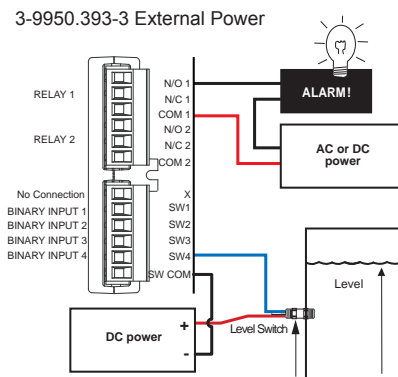 3-9950.393-3 External Power
RELAY 1
RELAY 2
N/O 1
N/C 1
COM 1
N/O 2
N/C 2
COM 2
ALARM!
AC or DC
power
No Connection
BINARY INPUT 1
BINARY INPUT 2
BINARY INPUT 3
BINARY INPUT 4
X
SW1
SW2
SW3
SW4
SW COM
Level
Level Switch
DC power
+
-